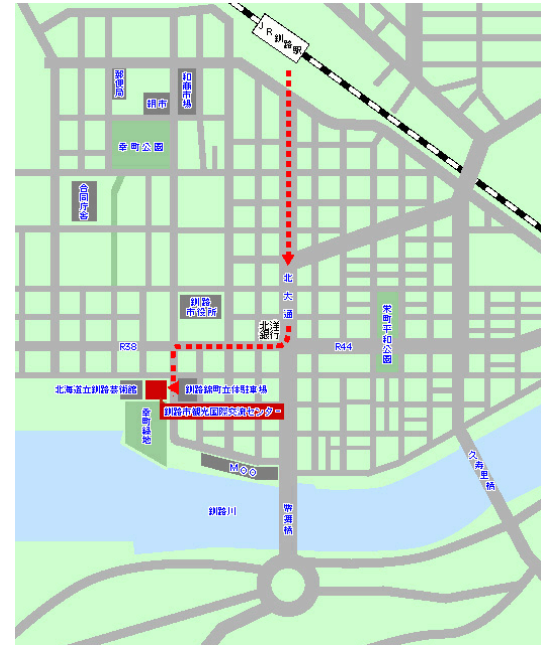 JR釧路駅
郵便局
和商市場
朝市
幸町公園
合同庁舎
北大通
釧路
市役所
北洋
銀行
栄町平和公園
R38
R44
北海道立釧路芸術館
釧路錦町立体駐車場
釧路市観光国際交流センター
幸町緑地
MOO
久寿里橋
釧路川
幣舞橋